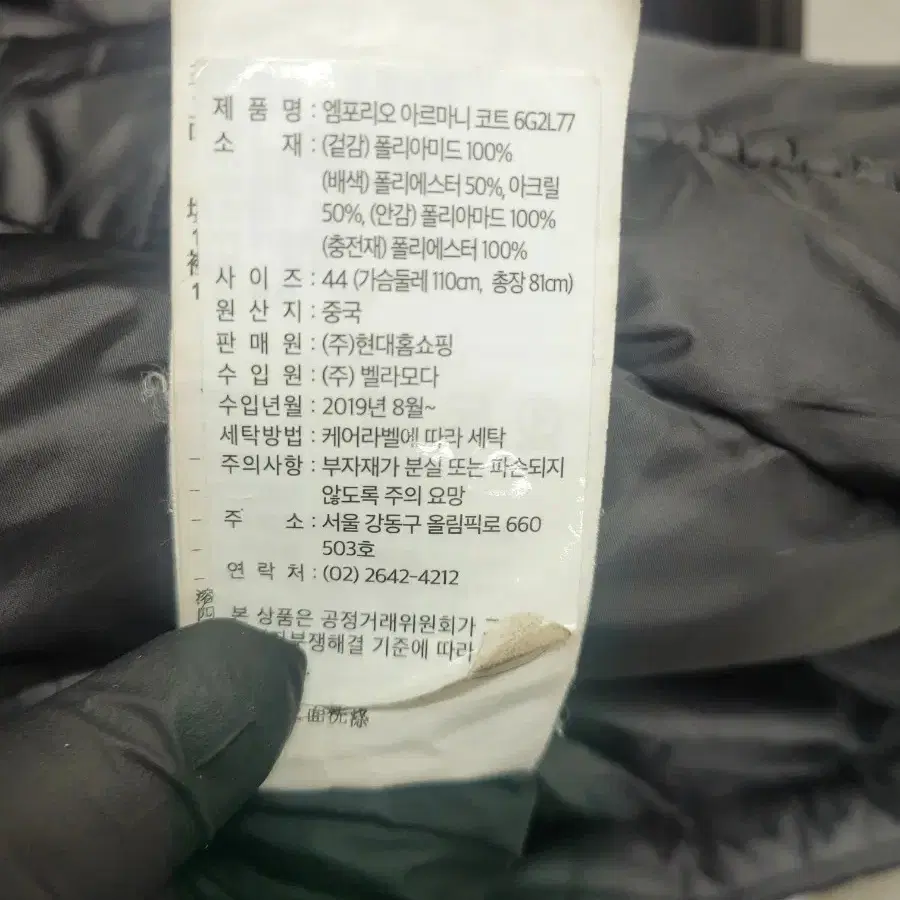 제 품 명 : 엠포리오 아르마니 코트 6G2L77
소 재 : (겉감) 폴리아미드 100%
(배색) 폴리에스터 50%, 아크릴
50%, (안감) 폴리아마드 100%
(충전재) 폴리에스터 100%
사 이 즈 : 44 (가슴둘레 110cm, 총장 81cm)
원 산 지 : 중국
판 매 원 : (주)현대홈쇼핑
수 입 원 : (주) 벨라모다
수입년월 : 2019년 8월~
세탁방법 : 케어라벨에 따라 세탁
주의사항 : 부자재가 분실 또는 파손되지
않도록 주의 요망
주 소 : 서울 강동구 올림픽로 660
503호
연 락 처 : (02) 2642-4212
본 상품은 공정거래위원회가
기준에 따라
面洗滌